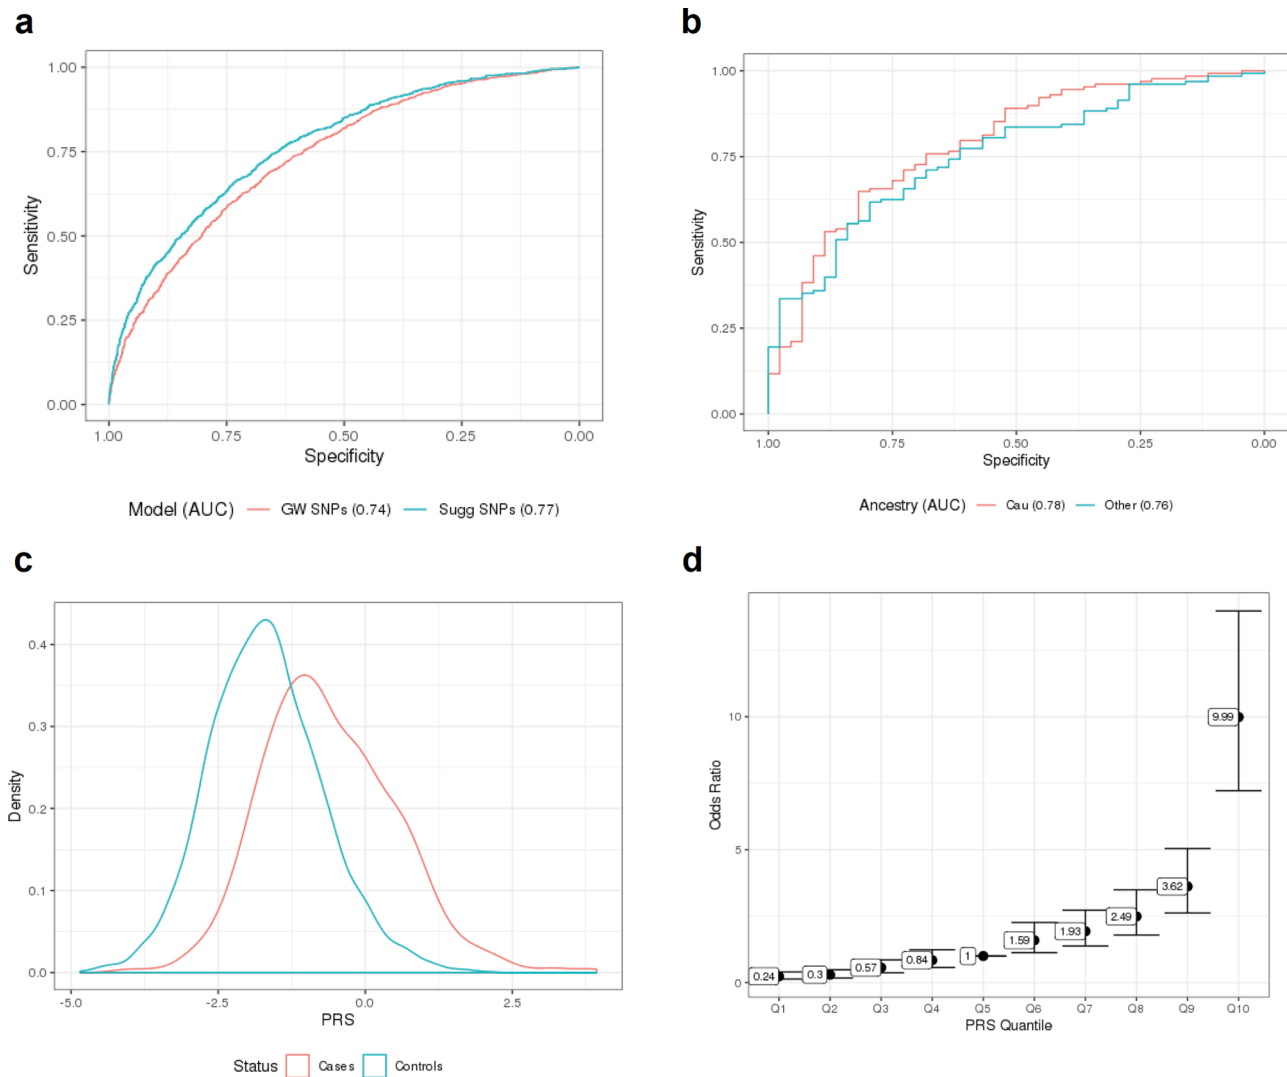 a
1.00
0.75
0.50
0.25
0.00
Sensitivity
1.00 0.75 0.50 0.25 0.00
Specificity
Model (AUC) GW SNPs (0.74) Sugg SNPs (0.77)
b
1.00
0.75
0.50
0.25
0.00
Sensitivity
1.00 0.75 0.50 0.25 0.00
Specificity
Ancestry (AUC) Cau (0.78) Other (0.76)
c
0.4
0.3
0.2
0.1
0.0
Density
-5.0 -2.5 0.0 2.5
PRS
Status Cases Controls
d
10
5
0
Odds Ratio
0.24 0.3 0.57 0.84 1 1.59 1.93 2.49 3.62 9.99
Q1 Q2 Q3 Q4 Q5 Q6 Q7 Q8 Q9 Q10
PRS Quantile